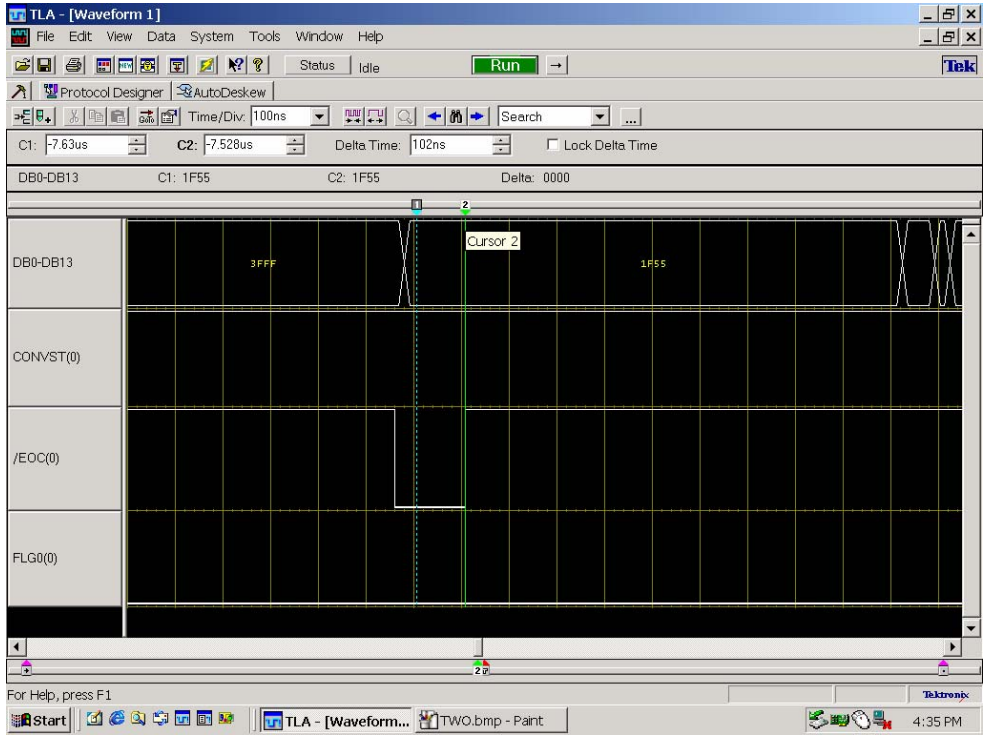 TLA - [Waveform 1]
File Edit View Data System Tools Window Help
Status Idle Run Tek
Protocol Designer AutoDeskew
Time/Div: 100ns Search ...
C1: -7.63us C2: -7.528us Delta Time: 102ns Lock Delta Time
DB0-DB13 C1: 1F55 C2: 1F55 Delta: 0000
1 2
Cursor 2
DB0-DB13 3FFF 1F55
CONVST(0)
/EOC(0)
FLG0(0)
2
For Help, press F1 Tektronix
Start TLA - [Waveform... TWO.bmp - Paint 4:35 PM